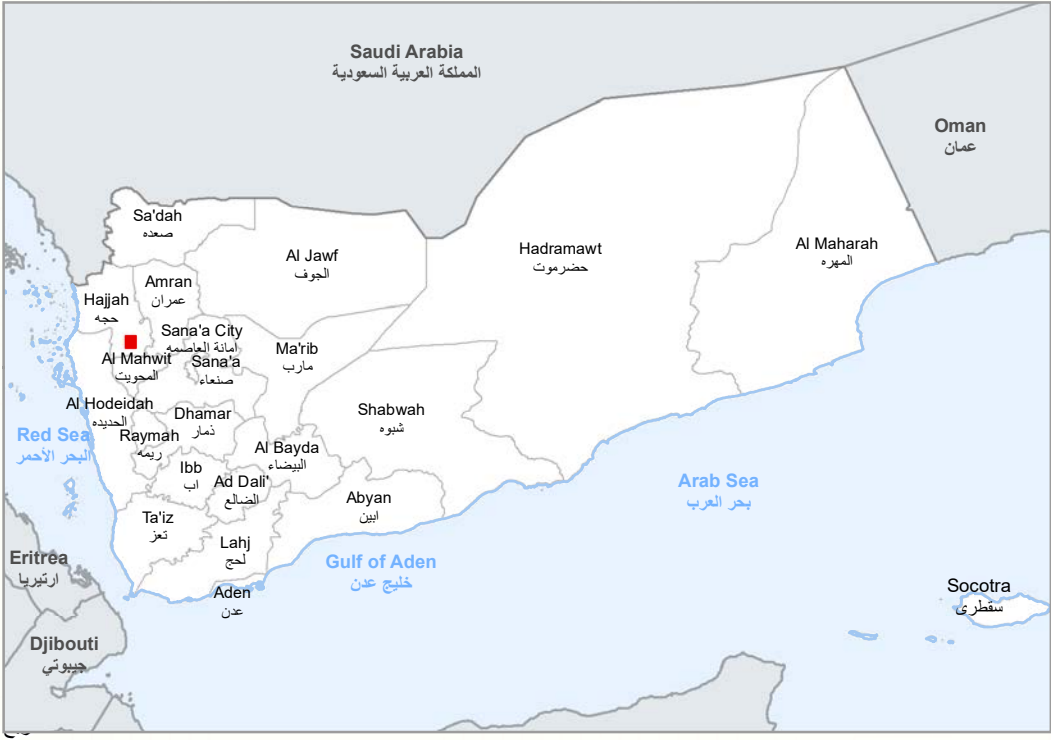 Saudi Arabia
المملكة العربية السعودية
Oman
عمان
Sa'dah
صعده
Al Jawf
الجوف
Hadramawt
حضرموت
Al Maharah
المهره
Amran
عمران
Hajjah
حجه
Sana'a City
امانة العاصمه
Ma'rib
مارب
Al Mahwit
المحويت
Sana'a
صنعاء
Al Hodeidah
الحديده
Dhamar
ذمار
Shabwah
شبوه
Red Sea
البحر الأحمر
Raymah
ريمه
Al Bayda
البيضاء
Ibb
اب
Ad Dali'
الضالع
Arab Sea
بحر العرب
Abyan
ابين
Ta'iz
تعز
Lahj
لحج
Eritrea
ارتيريا
Gulf of Aden
خليج عدن
Aden
عدن
Socotra
سقطرى
Djibouti
جيبوتي